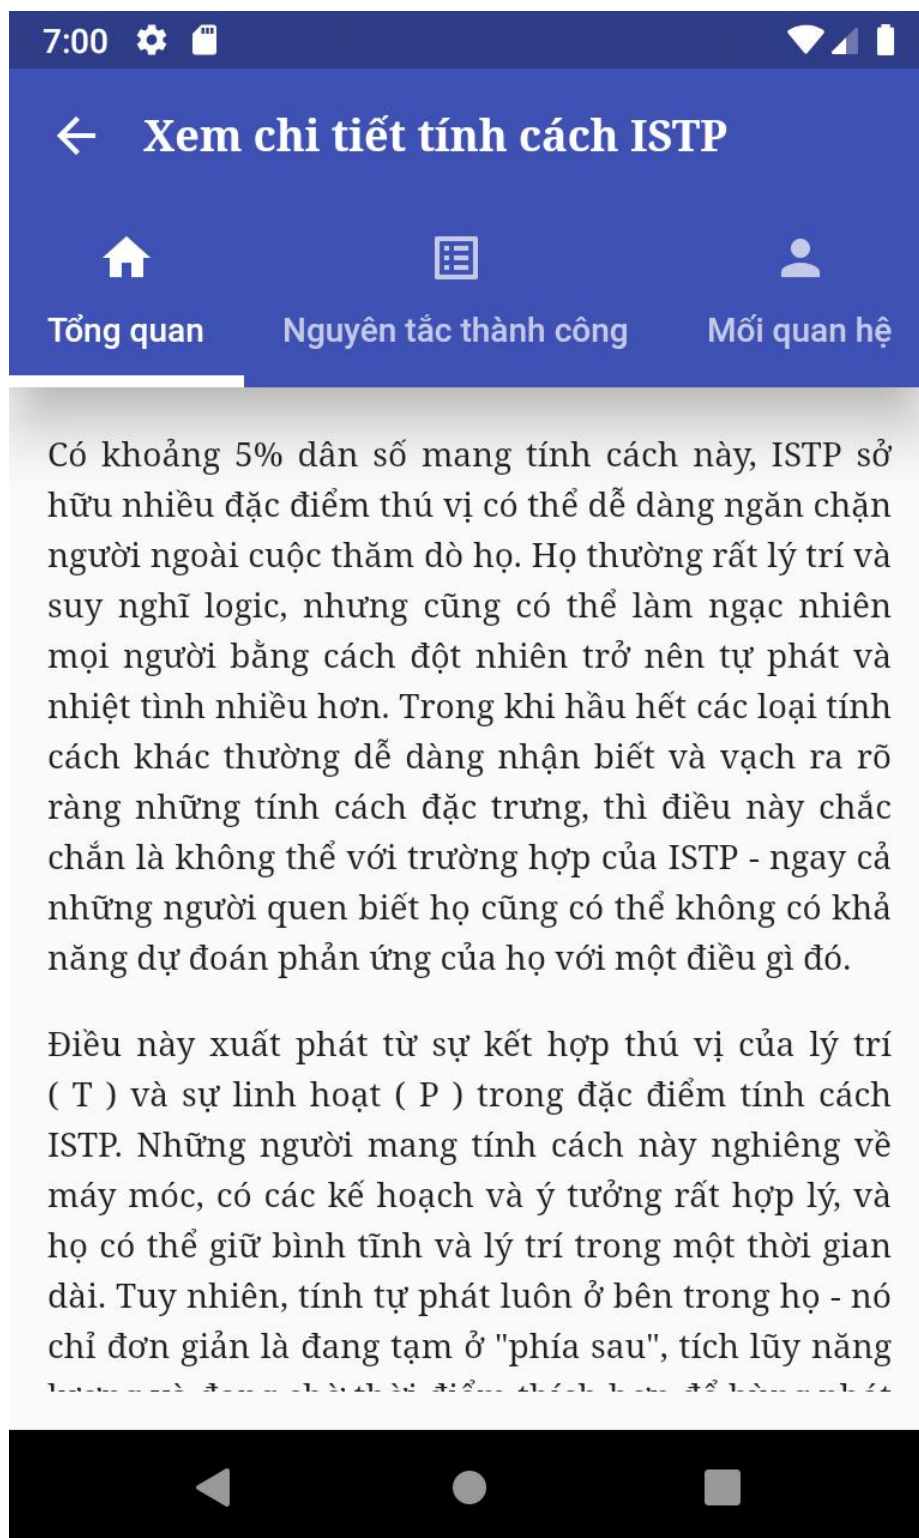 7:00
Xem chi tiết tính cách ISTP
Tổng quan
Nguyên tắc thành công
Mối quan hệ
Có khoảng 5% dân số mang tính cách này, ISTP sở
hữu nhiều đặc điểm thú vị có thể dễ dàng ngăn chặn
người ngoài cuộc thăm dò họ. Họ thường rất lý trí và
suy nghĩ logic, nhưng cũng có thể làm ngạc nhiên
mọi người bằng cách đột nhiên trở nên tự phát và
nhiệt tình nhiều hơn. Trong khi hầu hết các loại tính
cách khác thường dễ dàng nhận biết và vạch ra rõ
ràng những tính cách đặc trưng, thì điều này chắc
chắn là không thể với trường hợp của ISTP - ngay cả
những người quen biết họ cũng có thể không có khả
năng dự đoán phản ứng của họ với một điều gì đó.
Điều này xuất phát từ sự kết hợp thú vị của lý trí
( T ) và sự linh hoạt ( P ) trong đặc điểm tính cách
ISTP. Những người mang tính cách này nghiêng về
máy móc, có các kế hoạch và ý tưởng rất hợp lý, và
họ có thể giữ bình tĩnh và lý trí trong một thời gian
dài. Tuy nhiên, tính tự phát luôn ở bên trong họ - nó
chỉ đơn giản là đang tạm ở "phía sau", tích lũy năng